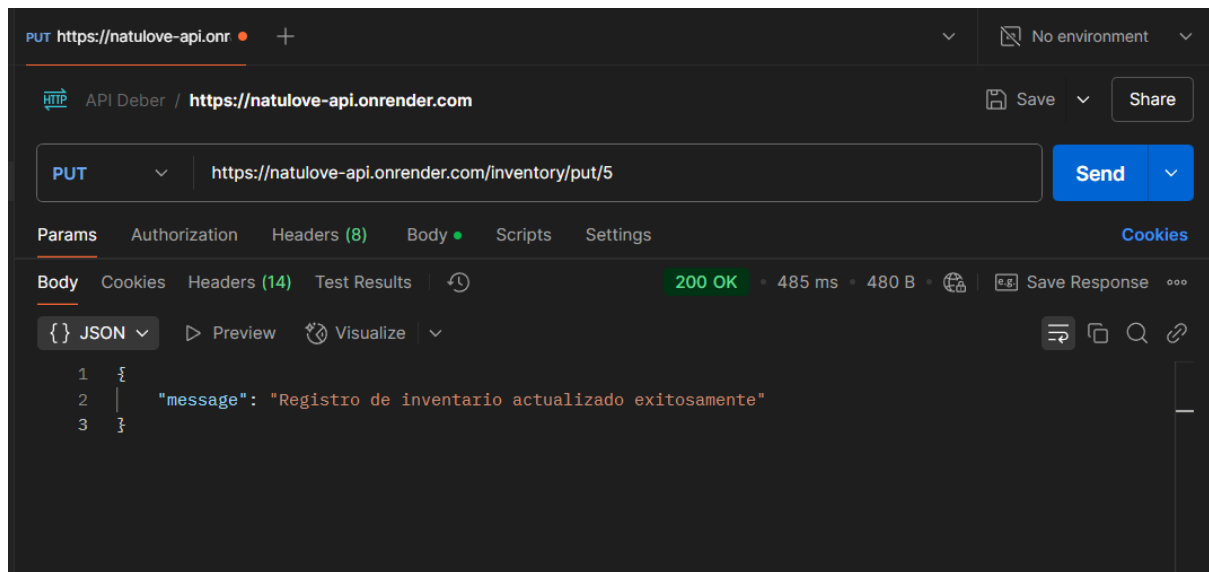 PUT https://natulove-api.onr
No environment
HTTP API Deber / https://natulove-api.onrender.com
Save
Share
PUT
https://natulove-api.onrender.com/inventory/put/5
Send
Params Authorization Headers (8) Body Scripts Settings
Cookies
Body Cookies Headers (14) Test Results
200 OK • 485 ms • 480 B
e.g. Save Response
{} JSON
Preview
Visualize
1 {
2 "message": "Registro de inventario actualizado exitosamente"
3 }